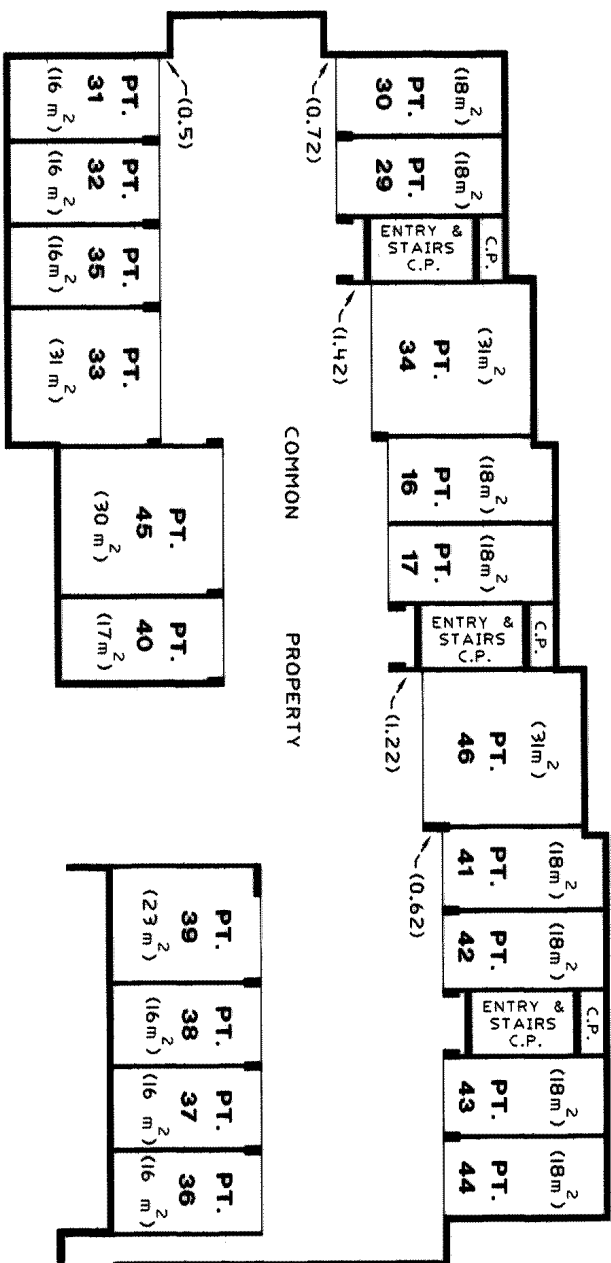 (18m²)
PT.
30
(18m²)
PT.
29
ENTRY &
STAIRS
C.P.
C.P.
(31m²)
PT.
34
(18m²)
PT.
16
(18m²)
PT.
17
ENTRY &
STAIRS
C.P.
C.P.
(31m²)
PT.
46
(18m²)
PT.
41
(18m²)
PT.
42
ENTRY &
STAIRS
C.P.
C.P.
(18m²)
PT.
43
(18m²)
PT.
44
(0.72)
(1.42)
(1.22)
(0.62)
(0.5)
COMMON PROPERTY
PT.
31
(16 m²)
PT.
32
(16 m²)
PT.
35
(16m²)
PT.
33
(31 m²)
PT.
45
(30 m²)
PT.
40
(17m²)
PT.
39
(23 m²)
PT.
38
(16m²)
PT.
37
(16 m²)
PT.
36
(16 m²)